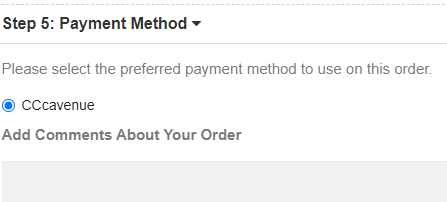 Step 5: Payment Method
Please select the preferred payment method to use on this order.
CCcavenue
Add Comments About Your Order